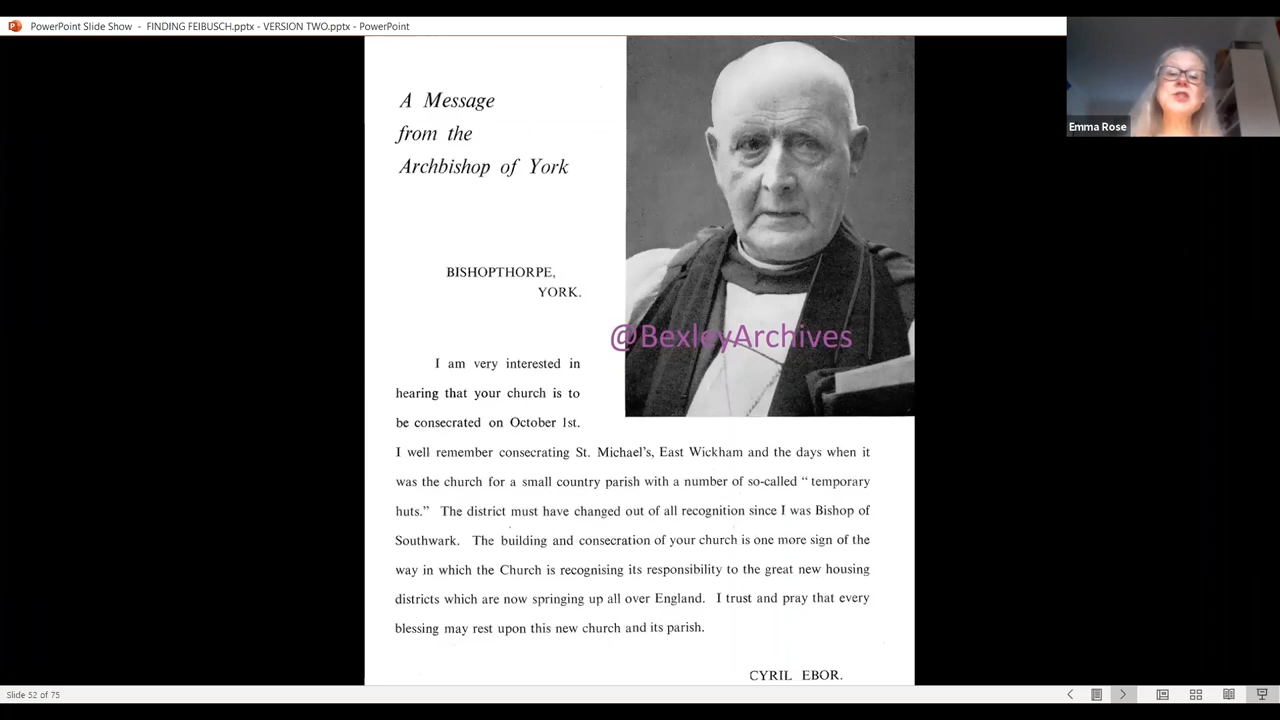 PowerPoint Slide Show - FINDING FEIBUSCH.pptx - VERSION TWO.pptx - PowerPoint
Emma Rose
A Message
from the
Archbishop of York
BISHOPTHORPE,
YORK.
@BexleyArchives
I am very interested in
hearing that your church is to
be consecrated on October 1st.
I well remember consecrating St. Michael's, East Wickham and the days when it
was the church for a small country parish with a number of so-called “ temporary
huts.” The district must have changed out of all recognition since I was Bishop of
Southwark. The building and consecration of your church is one more sign of the
way in which the Church is recognising its responsibility to the great new housing
districts which are now springing up all over England. I trust and pray that every
blessing may rest upon this new church and its parish.
CYRIL EBOR.
Slide 52 of 75